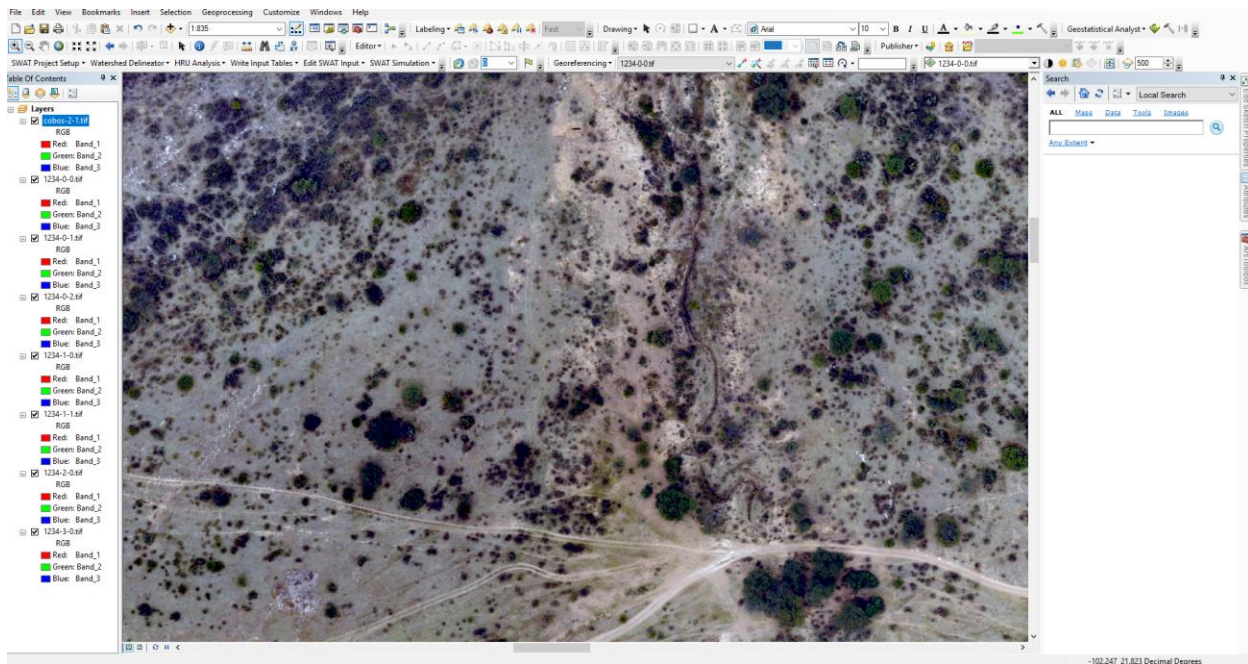 File Edit View Bookmarks Insert Selection Geoprocessing Customize Windows Help
1:835 Labeling Fast Drawing Arial 10 B I U A Geostatistical Analyst
Editor Publisher
SWAT Project Setup Watershed Delineator HRU Analysis Write Input Tables Edit SWAT Input SWAT Simulation 0 Georeferencing 1234-0-0.tif 1234-0-0.tif 500
Table Of Contents
Layers
cobos-2-1.tif
RGB
Red: Band_1
Green: Band_2
Blue: Band_3
1234-0-0.tif
RGB
Red: Band_1
Green: Band_2
Blue: Band_3
1234-0-1.tif
RGB
Red: Band_1
Green: Band_2
Blue: Band_3
1234-0-2.tif
RGB
Red: Band_1
Green: Band_2
Blue: Band_3
1234-1-0.tif
RGB
Red: Band_1
Green: Band_2
Blue: Band_3
1234-1-1.tif
RGB
Red: Band_1
Green: Band_2
Blue: Band_3
1234-2-0.tif
RGB
Red: Band_1
Green: Band_2
Blue: Band_3
1234-3-0.tif
RGB
Red: Band_1
Green: Band_2
Blue: Band_3
Search
Local Search
ALL Maps Data Tools Images
Any Extent
Attributes
ArcToolbox
-102.247 21.823 Decimal Degrees